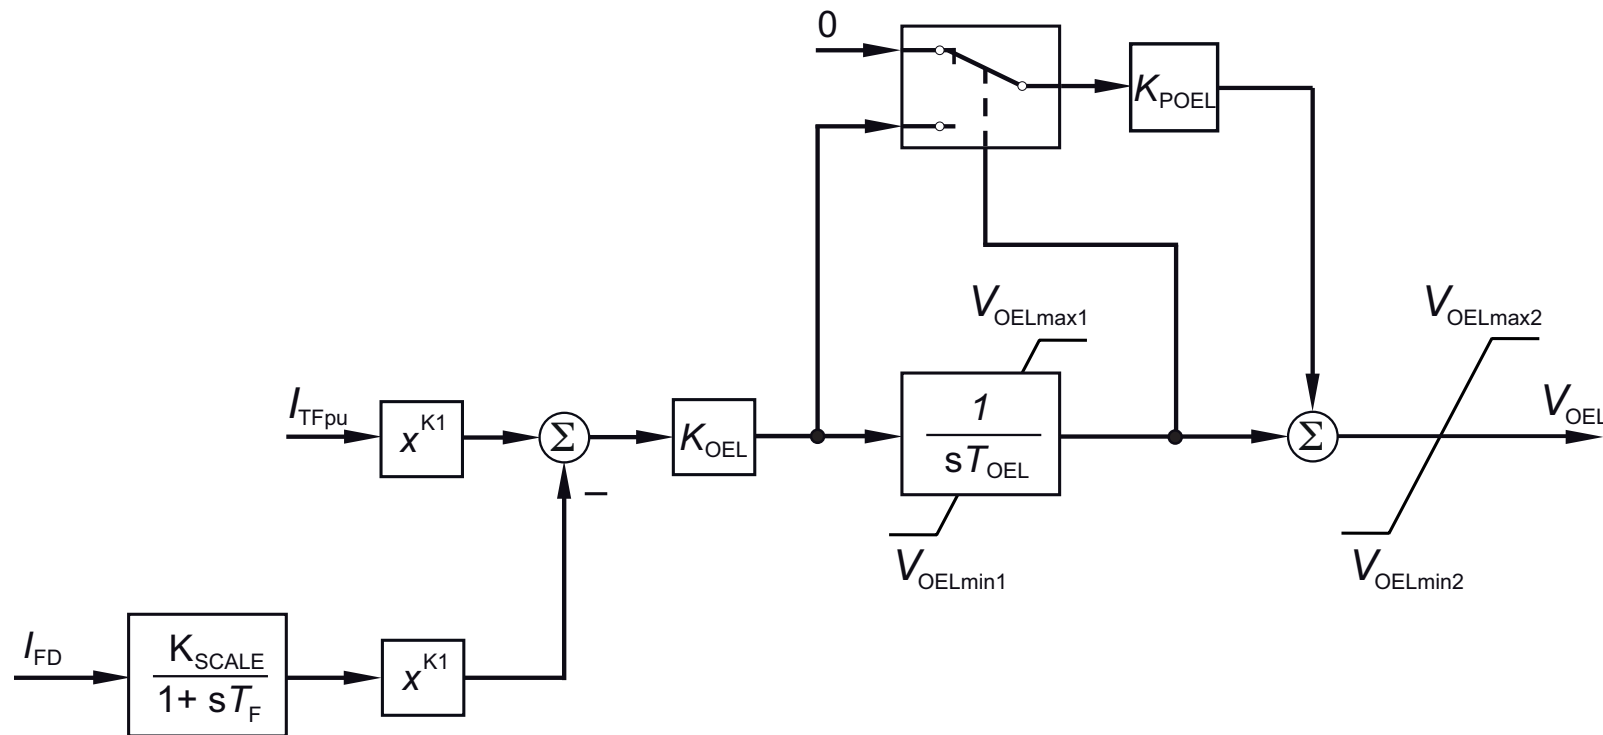 0
K_POEL
V_OELmax1
V_OELmax2
I_TFpu
x^K1
Σ
K_OEL
1
sT_OEL
Σ
V_OEL
–
V_OELmin1
V_OELmin2
I_FD
K_SCALE
1+ sT_F
x^K1